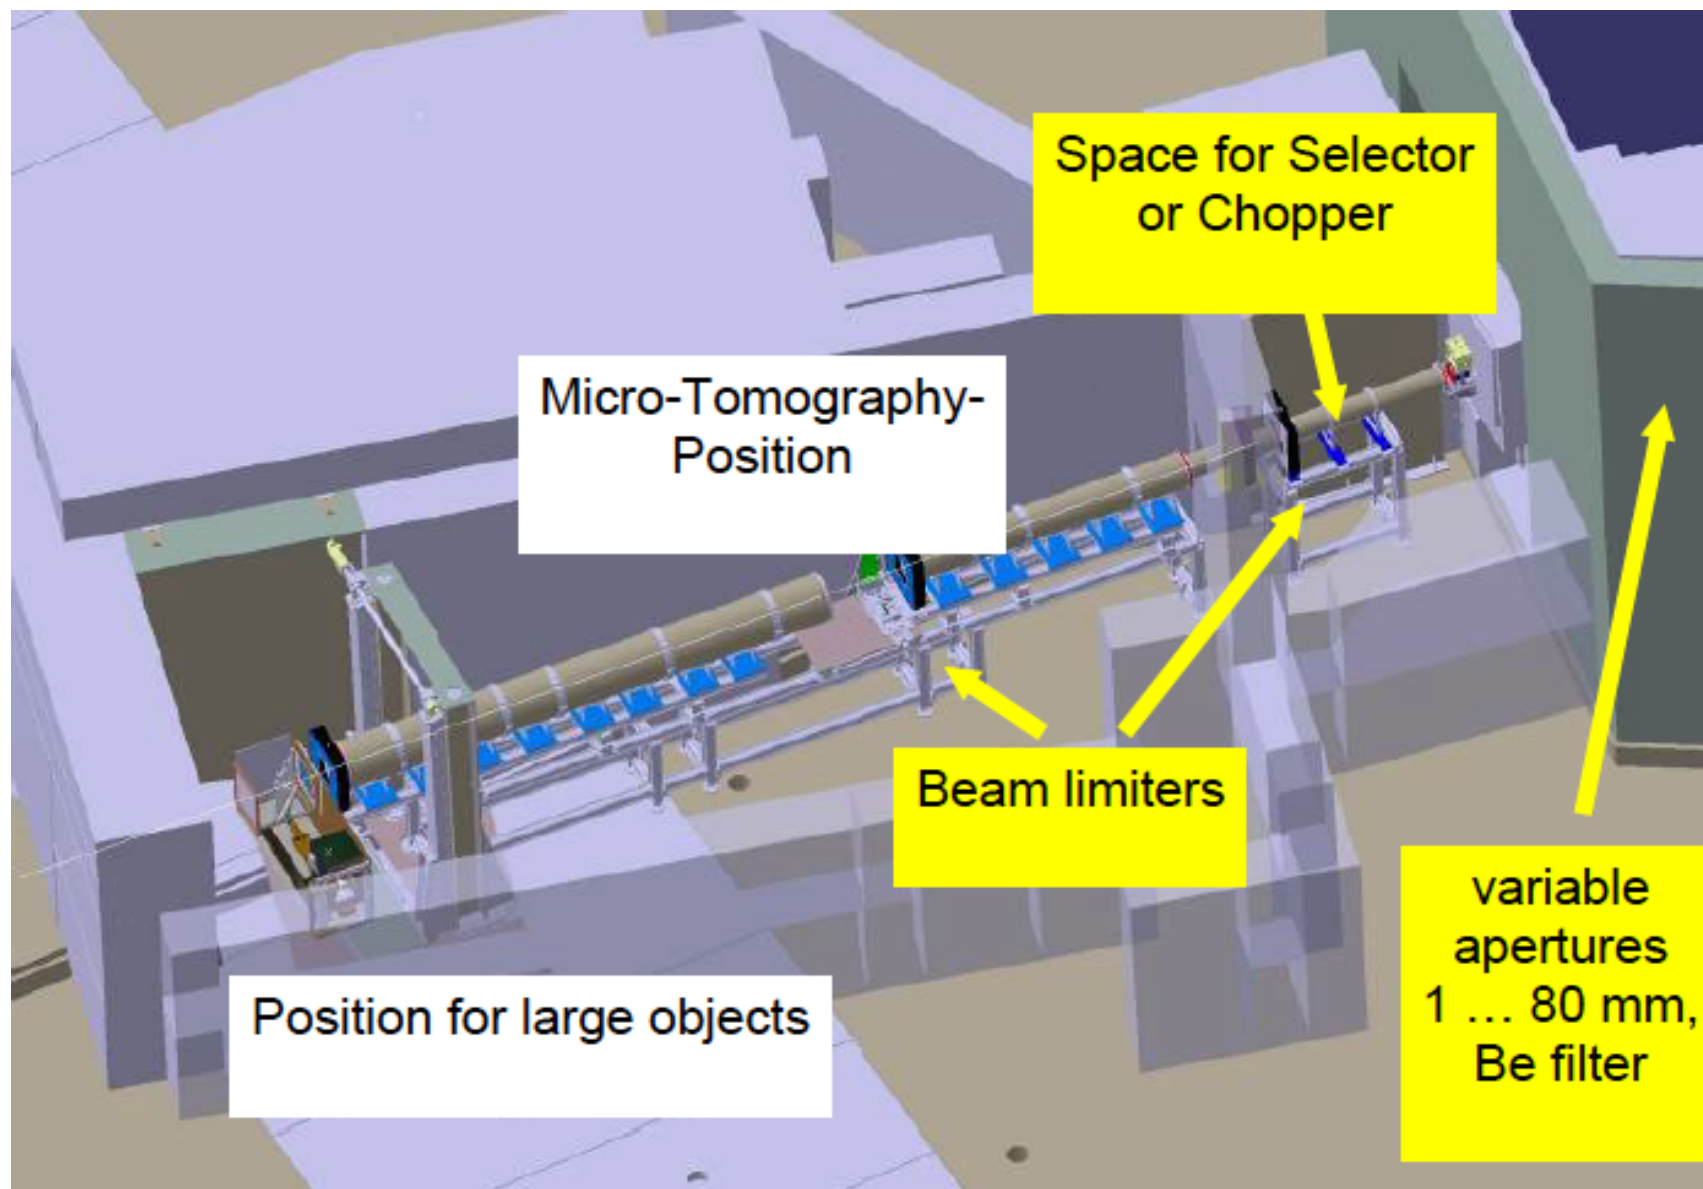 Space for Selector
or Chopper
Micro-Tomography-
Position
Beam limiters
variable
apertures
1 ... 80 mm,
Be filter
Position for large objects